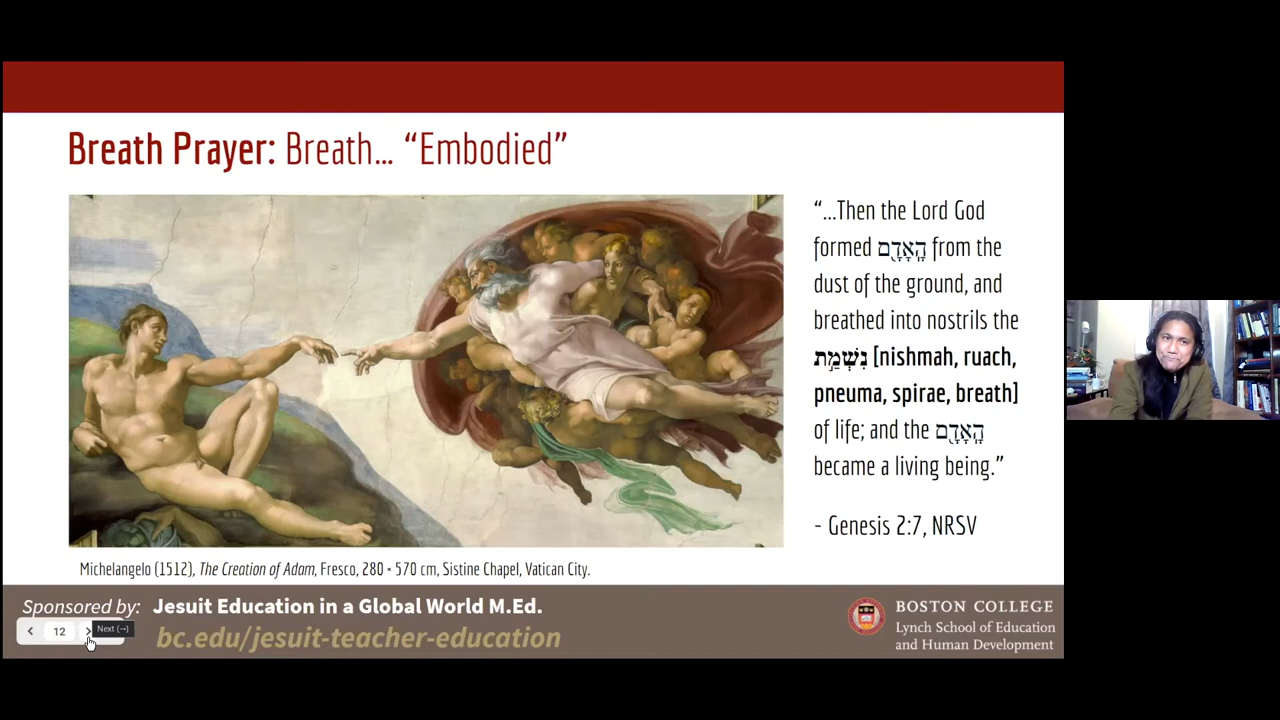 Breath Prayer: Breath... “Embodied”
“...Then the Lord God
formed הָֽאָדָ֗ם from the
dust of the ground, and
breathed into nostrils the
נִשְׁמַ֣ת [nishmah, ruach,
pneuma, spirae, breath]
of life; and the הָֽאָדָ֖ם
became a living being.”
- Genesis 2:7, NRSV
Michelangelo (1512), The Creation of Adam, Fresco, 280 × 570 cm, Sistine Chapel, Vatican City.
Sponsored by: Jesuit Education in a Global World M.Ed.
12
Next (→)
bc.edu/jesuit-teacher-education
BOSTON COLLEGE
Lynch School of Education
and Human Development